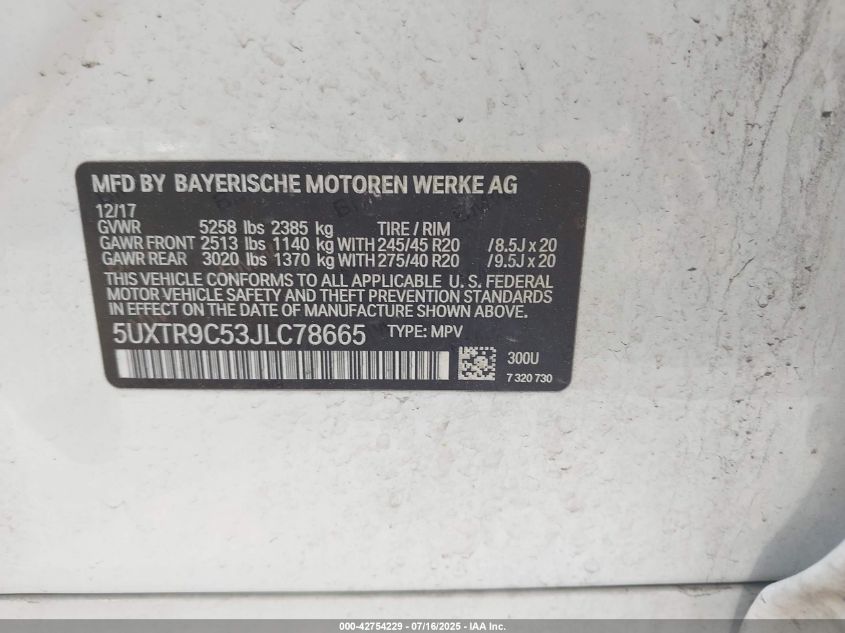 MFD BY BAYERISCHE MOTOREN WERKE AG
12/17
GVWR 5258 lbs 2385 kg TIRE / RIM
GAWR FRONT 2513 lbs 1140 kg WITH 245/45 R20 /8.5J x 20
GAWR REAR 3020 lbs 1370 kg WITH 275/40 R20 /9.5J x 20
THIS VEHICLE CONFORMS TO ALL APPLICABLE U. S. FEDERAL
MOTOR VEHICLE SAFETY AND THEFT PREVENTION STANDARDS
IN EFFECT ON THE DATE OF MANUFACTURE SHOWN ABOVE.
5UXTR9C53JLC78665 TYPE: MPV
300U
7 320 730
000-42754229 - 07/16/2025 - IAA Inc.